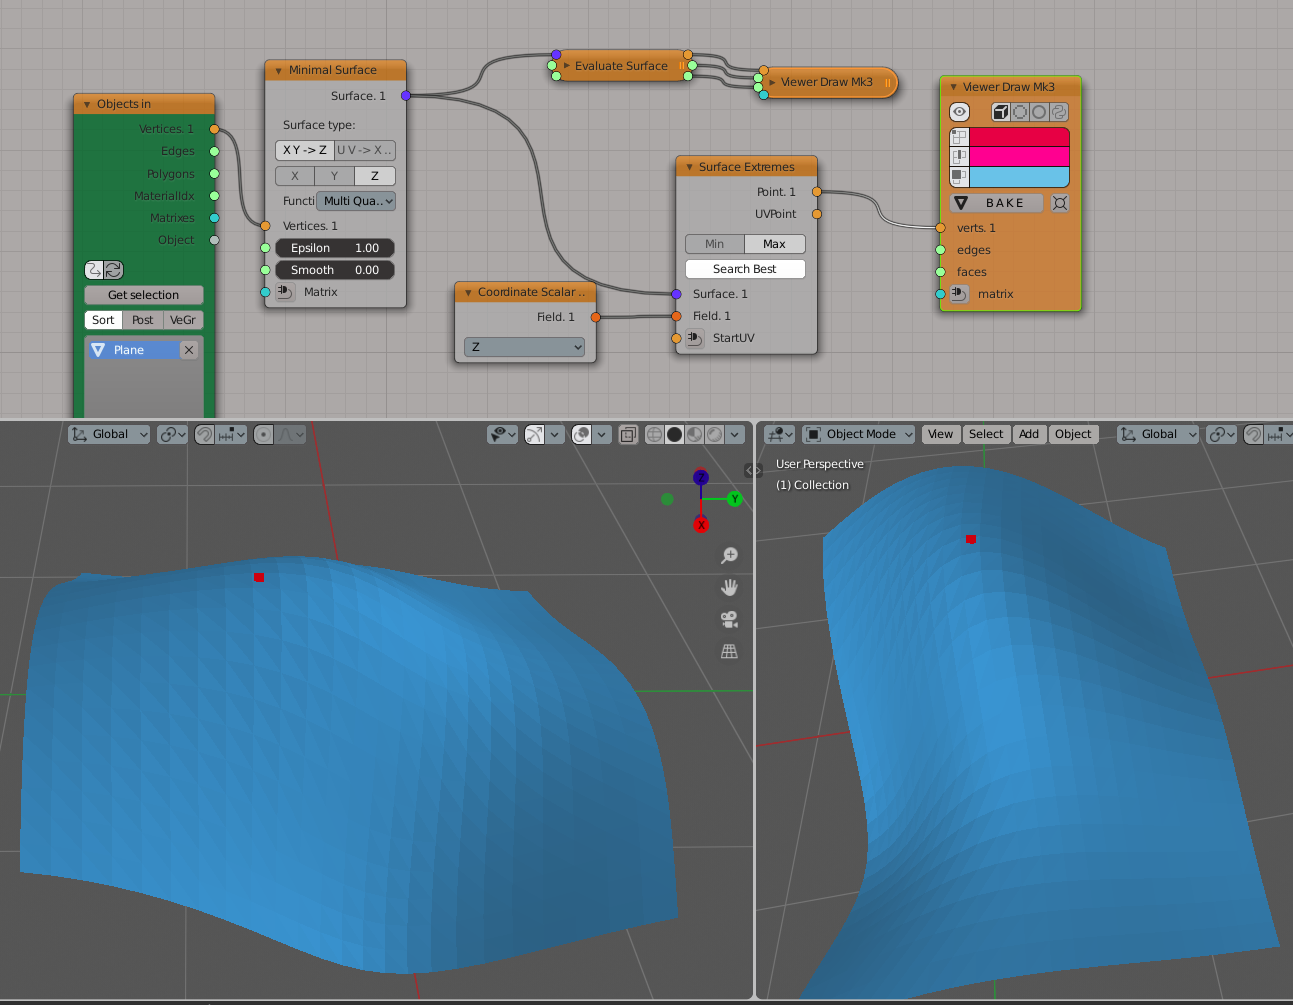 Objects in
Vertices. 1
Edges
Polygons
MaterialIdx
Matrixes
Object
Get selection
Sort Post VeGr
Plane
Minimal Surface
Surface. 1
Surface type:
X Y -> Z U V -> X ..
X Y Z
Functi Multi Qua..
Vertices. 1
Epsilon 1.00
Smooth 0.00
Matrix
Evaluate Surface
Viewer Draw Mk3
Coordinate Scalar ..
Field. 1
Z
Surface Extremes
Point. 1
UVPoint
Min Max
Search Best
Surface. 1
Field. 1
StartUV
Viewer Draw Mk3
BAKE
verts. 1
edges
faces
matrix
Global
Z
Y
X
Object Mode View Select Add Object Global
User Perspective
(1) Collection